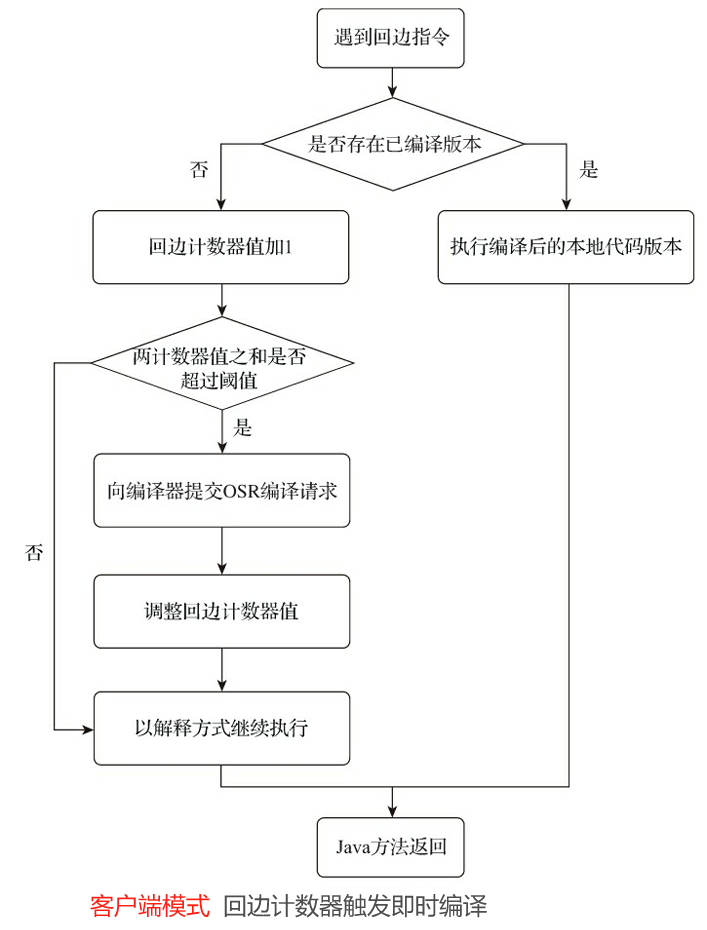 遇到回边指令
是否存在已编译版本
否
是
回边计数器值加1
执行编译后的本地代码版本
两计数器值之和是否
超过阈值
是
向编译器提交OSR编译请求
否
调整回边计数器值
以解释方式继续执行
Java方法返回
客户端模式 回边计数器触发即时编译